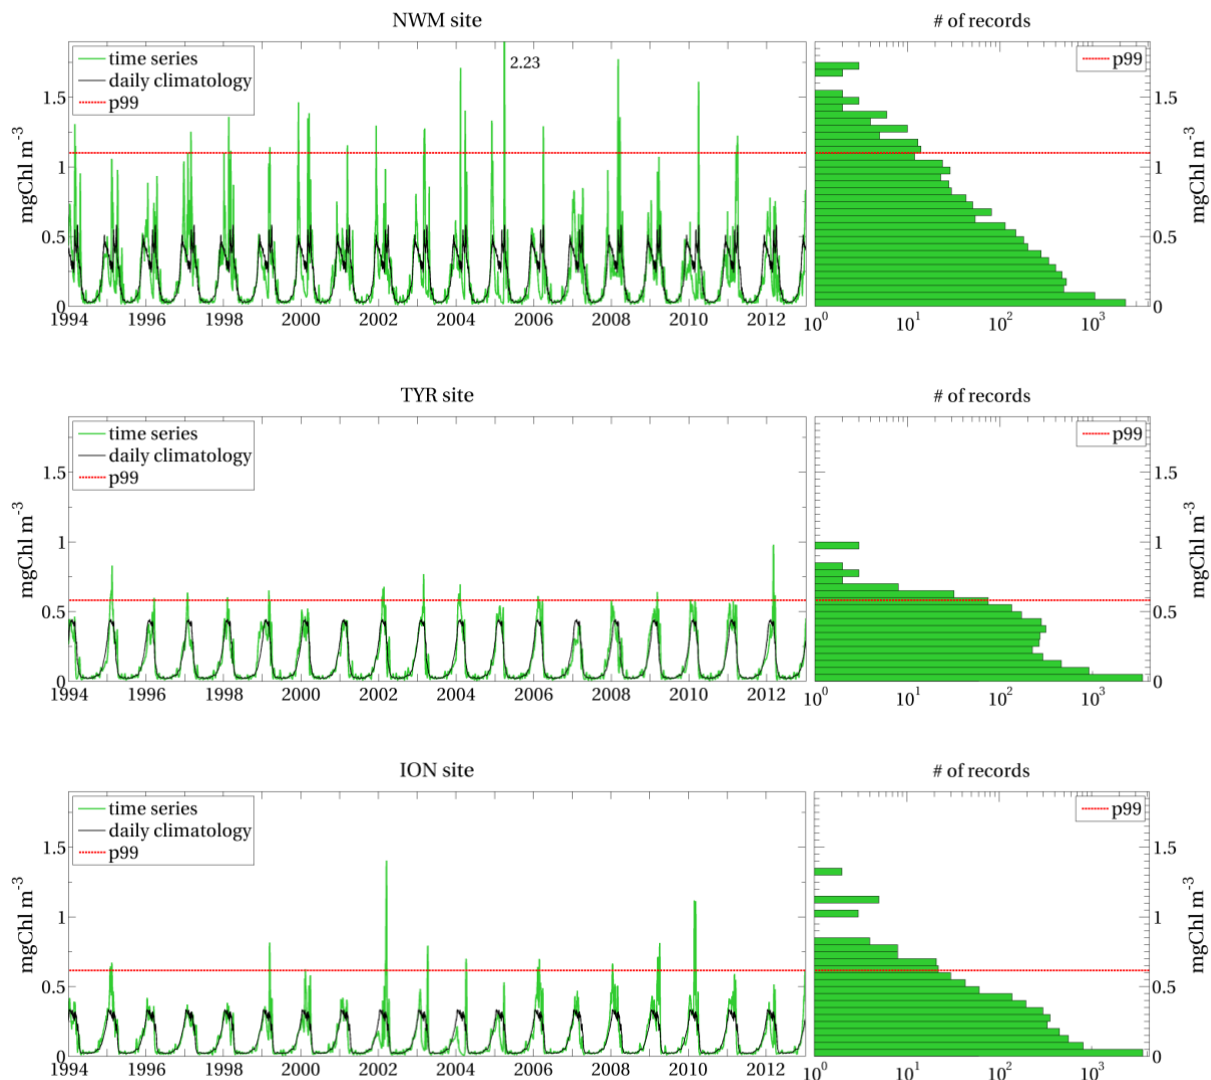 NWM site
# of records
time series
daily climatology
p99
2.23
p99
mgChl m-3
1.5
1
0.5
0
1994 1996 1998 2000 2002 2004 2006 2008 2010 2012
10^0 10^1 10^2 10^3
1.5
1
0.5
0
mgChl m-3
TYR site
# of records
time series
daily climatology
p99
p99
mgChl m-3
1.5
1
0.5
0
1994 1996 1998 2000 2002 2004 2006 2008 2010 2012
10^0 10^1 10^2 10^3
1.5
1
0.5
0
mgChl m-3
ION site
# of records
time series
daily climatology
p99
p99
mgChl m-3
1.5
1
0.5
0
1994 1996 1998 2000 2002 2004 2006 2008 2010 2012
10^0 10^1 10^2 10^3
1.5
1
0.5
0
mgChl m-3